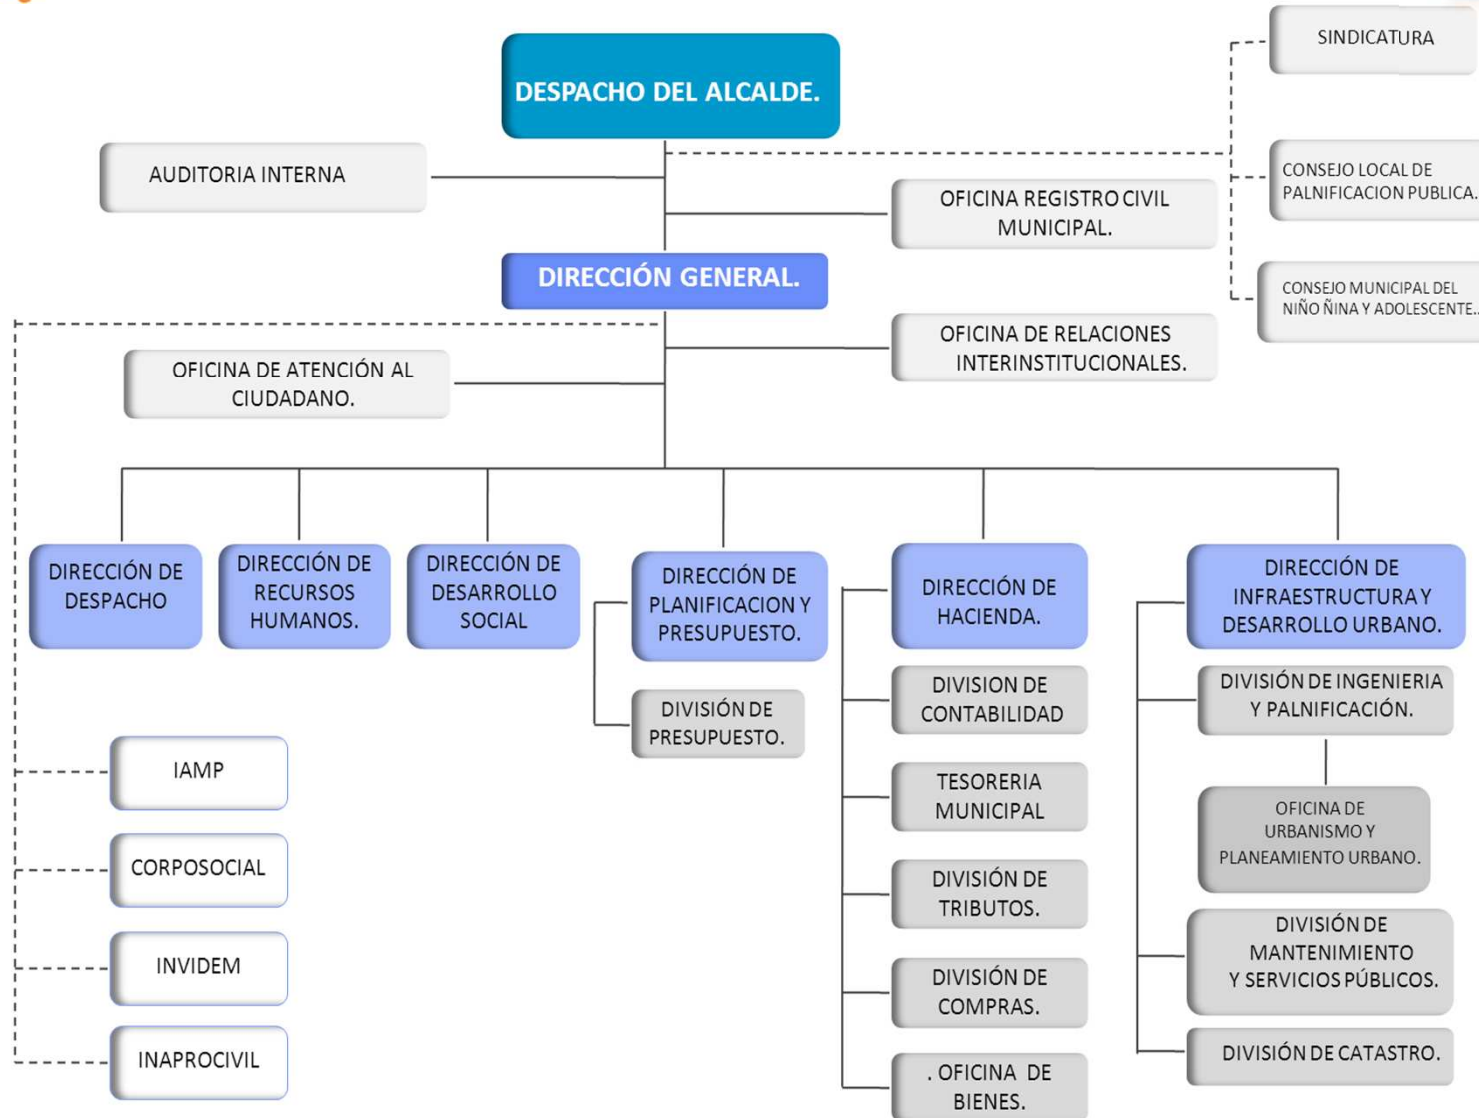 DESPACHO DEL ALCALDE.
SINDICATURA
AUDITORIA INTERNA
CONSEJO LOCAL DE
PALNIFICACION PUBLICA.
OFICINA REGISTRO CIVIL
MUNICIPAL.
DIRECCIÓN GENERAL.
CONSEJO MUNICIPAL DEL
NIÑO ÑINA Y ADOLESCENTE..
OFICINA DE RELACIONES
INTERINSTITUCIONALES.
OFICINA DE ATENCIÓN AL
CIUDADANO.
DIRECCIÓN DE
DESPACHO
DIRECCIÓN DE
RECURSOS
HUMANOS.
DIRECCIÓN DE
DESARROLLO
SOCIAL
DIRECCIÓN DE
PLANIFICACION Y
PRESUPUESTO.
DIRECCIÓN DE
HACIENDA.
DIRECCIÓN DE
INFRAESTRUCTURA Y
DESARROLLO URBANO.
DIVISIÓN DE
PRESUPUESTO.
DIVISION DE
CONTABILIDAD
TESORERIA
MUNICIPAL
DIVISIÓN DE
TRIBUTOS.
DIVISIÓN DE
COMPRAS.
. OFICINA DE
BIENES.
DIVISIÓN DE INGENIERIA
Y PALNIFICACIÓN.
OFICINA DE
URBANISMO Y
PLANEAMIENTO URBANO.
DIVISIÓN DE
MANTENIMIENTO
Y SERVICIOS PÚBLICOS.
DIVISIÓN DE CATASTRO.
IAMP
CORPOSOCIAL
INVIDEM
INAPROCIVIL